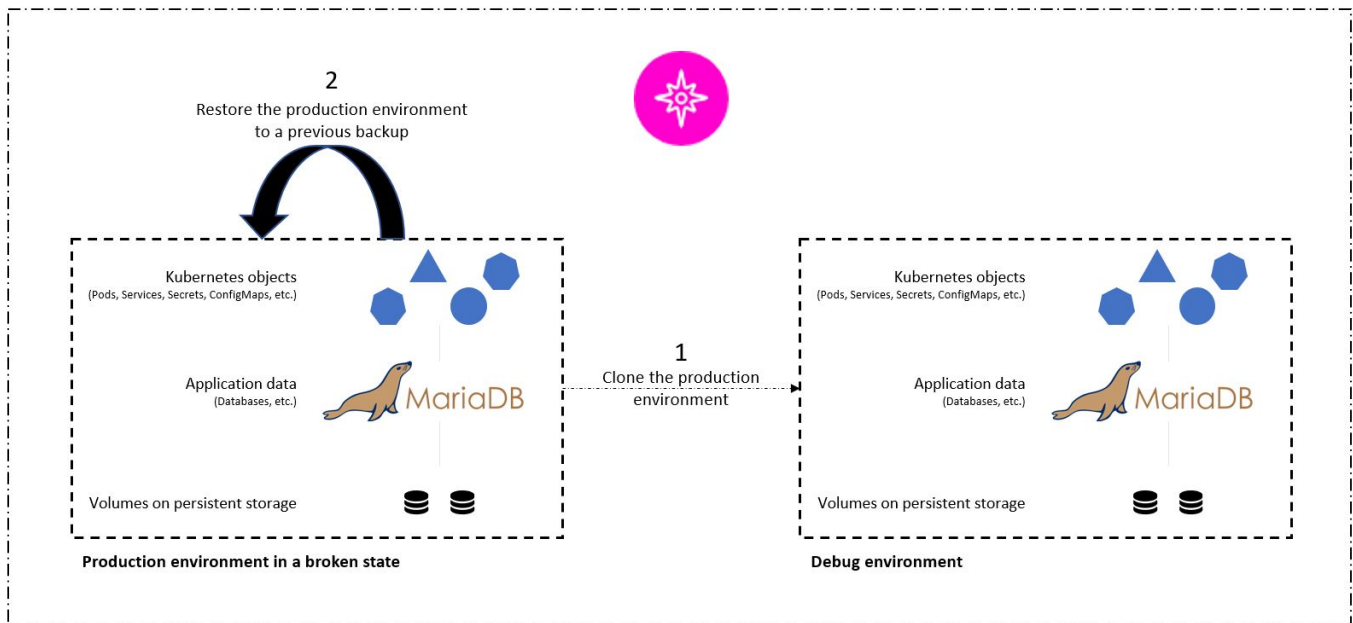 2
Restore the production environment
to a previous backup
Kubernetes objects
(Pods, Services, Secrets, ConfigMaps, etc.)
Application data
(Databases, etc.)
MariaDB
Volumes on persistent storage
Production environment in a broken state
1
Clone the production
environment
Kubernetes objects
(Pods, Services, Secrets, ConfigMaps, etc.)
Application data
(Databases, etc.)
MariaDB
Volumes on persistent storage
Debug environment